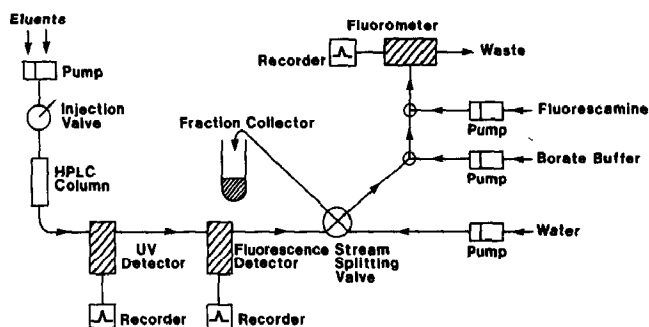 Eluents
Pump
Injection
Valve
HPLC
Column
UV
Detector
Recorder
Fluorescence
Detector
Recorder
Fraction Collector
Stream
Splitting
Valve
Fluorometer
Recorder
Waste
Fluorescamine
Pump
Borate Buffer
Pump
Water
Pump